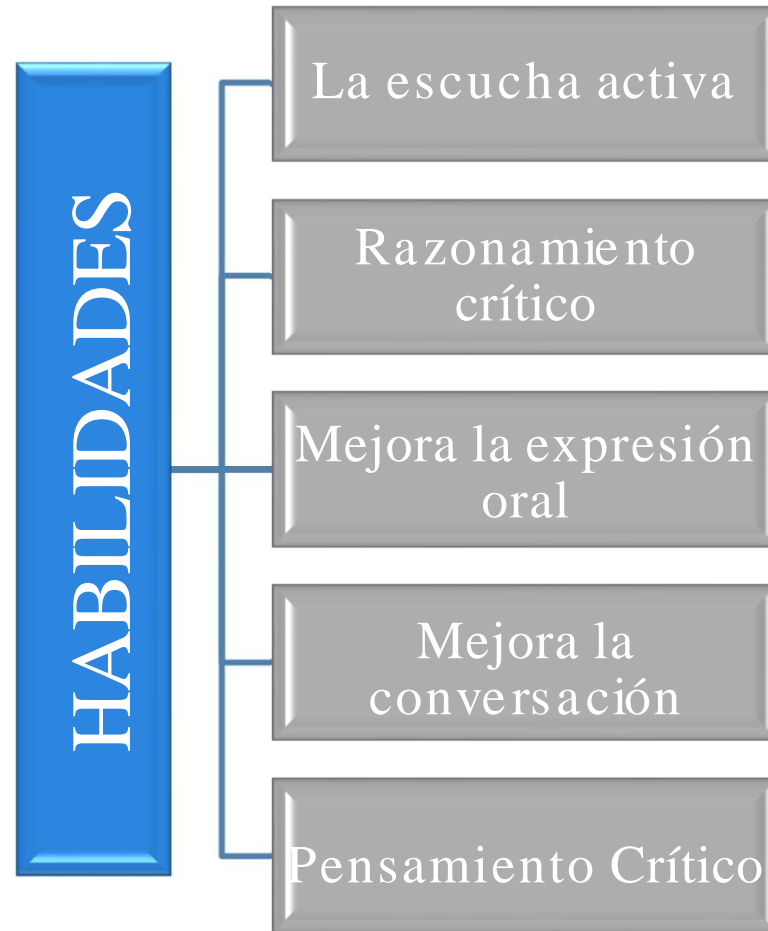 HABILIDADES
La escucha activa
Razonamiento
crítico
Mejora la expresión
oral
Mejora la
conversación
Pensamiento Crítico